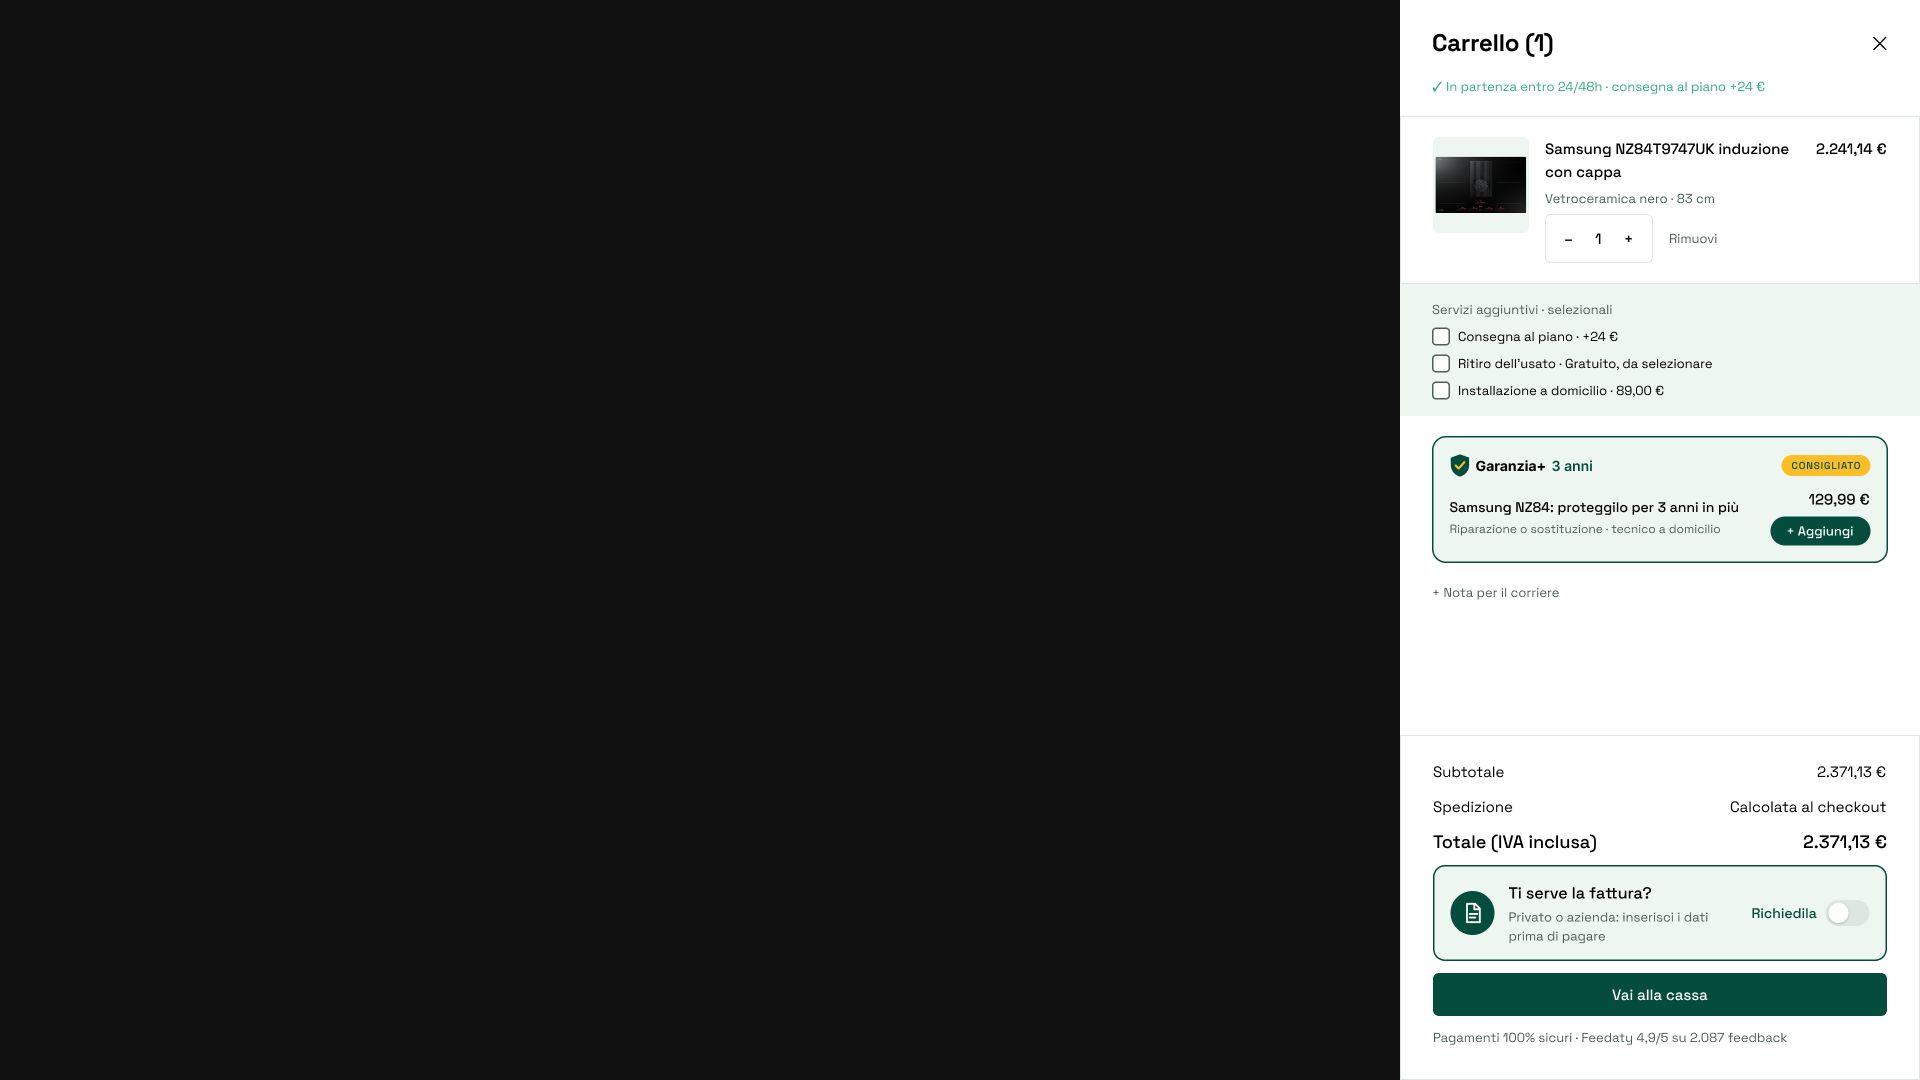 Carrello (1)
✓ In partenza entro 24/48h · consegna al piano +24 €
Samsung NZ84T9747UK induzione con cappa
2.241,14 €
Vetroceramica nero · 83 cm
– 1 +
Rimuovi
Servizi aggiuntivi · selezionali
Consegna al piano · +24 €
Ritiro dell'usato · Gratuito, da selezionare
Installazione a domicilio · 89,00 €
Garanzia+ 3 anni
CONSIGLIATO
Samsung NZ84: proteggilo per 3 anni in più
129,99 €
Riparazione o sostituzione · tecnico a domicilio
+ Aggiungi
+ Nota per il corriere
Subtotale 2.371,13 €
Spedizione Calcolata al checkout
Totale (IVA inclusa) 2.371,13 €
Ti serve la fattura?
Privato o azienda: inserisci i dati
prima di pagare
Richiedila
Vai alla cassa
Pagamenti 100% sicuri · Feedaty 4,9/5 su 2.087 feedback